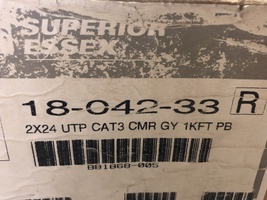 SUPERIOR
ESSEX
18-042-33 R
2X24 UTP CAT3 CMR GY 1KFT PB
BB1868-005